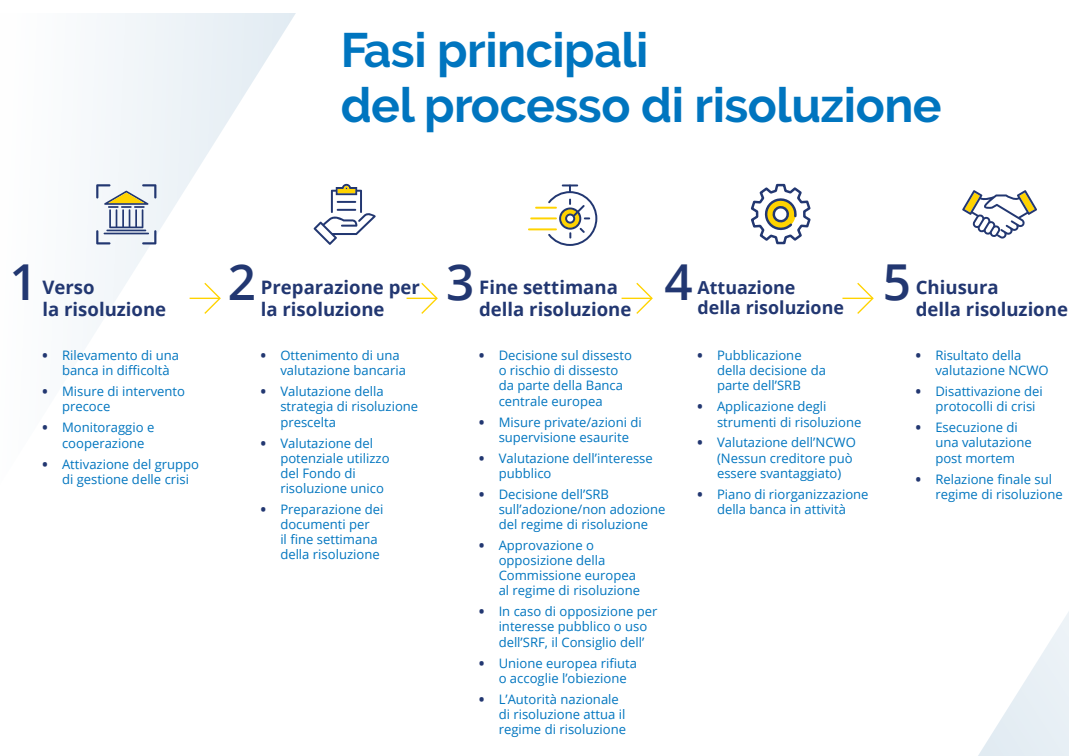 Fasi principali
del processo di risoluzione
1 Verso
la risoluzione
Rilevamento di una
banca in difficoltà
Misure di intervento
precoce
Monitoraggio e
cooperazione
Attivazione del gruppo
di gestione delle crisi
2 Preparazione per
la risoluzione
Ottenimento di una
valutazione bancaria
Valutazione della
strategia di risoluzione
prescelta
Valutazione del
potenziale utilizzo
del Fondo di
risoluzione unico
Preparazione dei
documenti per
il fine settimana
della risoluzione
3 Fine settimana
della risoluzione
Decisione sul dissesto
o rischio di dissesto
da parte della Banca
centrale europea
Misure private/azioni di
supervisione esaurite
Valutazione dell’interesse
pubblico
Decisione dell’SRB
sull’adozione/non adozione
del regime di risoluzione
Approvazione o
opposizione della
Commissione europea
al regime di risoluzione
In caso di opposizione per
interesse pubblico o uso
dell’SRF, il Consiglio dell’
Unione europea rifiuta
o accoglie l’obiezione
L’Autorità nazionale
di risoluzione attua il
regime di risoluzione
4 Attuazione
della risoluzione
Pubblicazione
della decisione da
parte dell’SRB
Applicazione degli
strumenti di risoluzione
Valutazione dell’NCWO
(Nessun creditore può
essere svantaggiato)
Piano di riorganizzazione
della banca in attività
5 Chiusura
della risoluzione
Risultato della
valutazione NCWO
Disattivazione dei
protocolli di crisi
Esecuzione di
una valutazione
post mortem
Relazione finale sul
regime di risoluzione